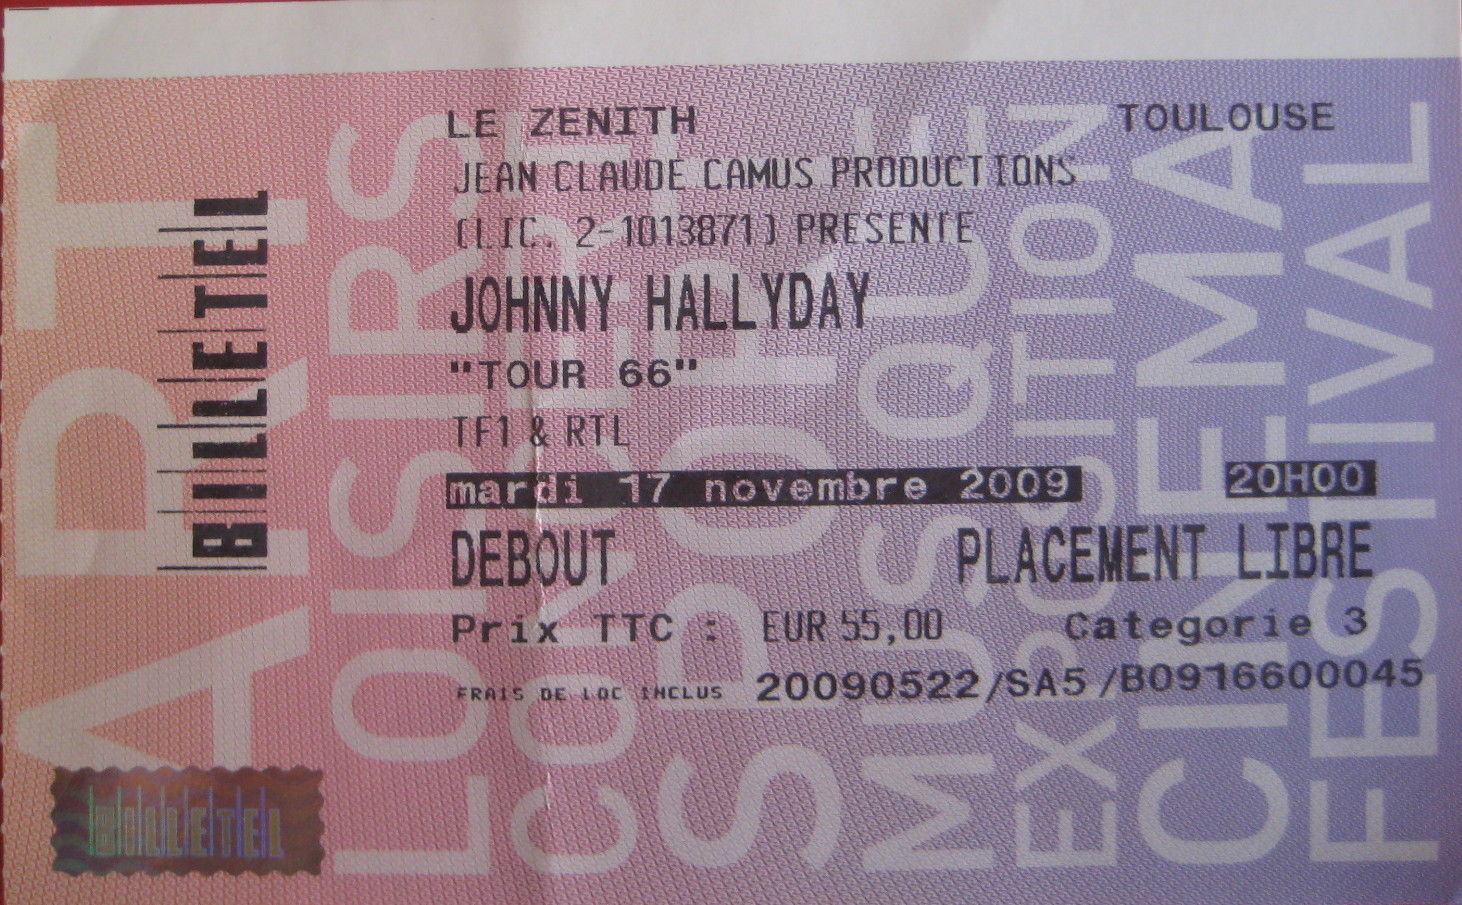 LE ZENITH TOULOUSE
JEAN CLAUDE CAMUS PRODUCTIONS
(LIC. 2-1013871) PRESENTE
JOHNNY HALLYDAY
"TOUR 66"
TF1 & RTL
mardi 17 novembre 2009 20H00
DEBOUT PLACEMENT LIBRE
Prix TTC : EUR 55,00 Categorie 3
FRAIS DE LOC INCLUS 20090522/SA5/B0916600045
BILLETEL
BILLETEL
ART
LOISIRS
CONCERT
SPORT
MUSIQUE
EXPOSITION
CINEMA
FESTIVAL